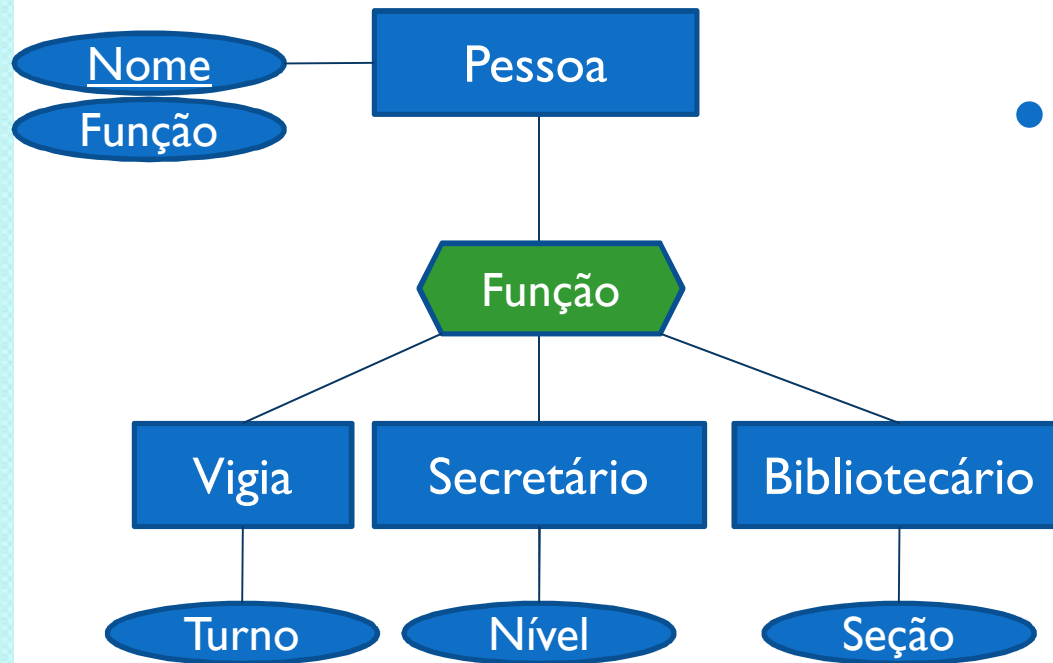 Nome
Pessoa
Função
Função
Vigia
Secretário
Bibliotecário
Turno
Nível
Seção